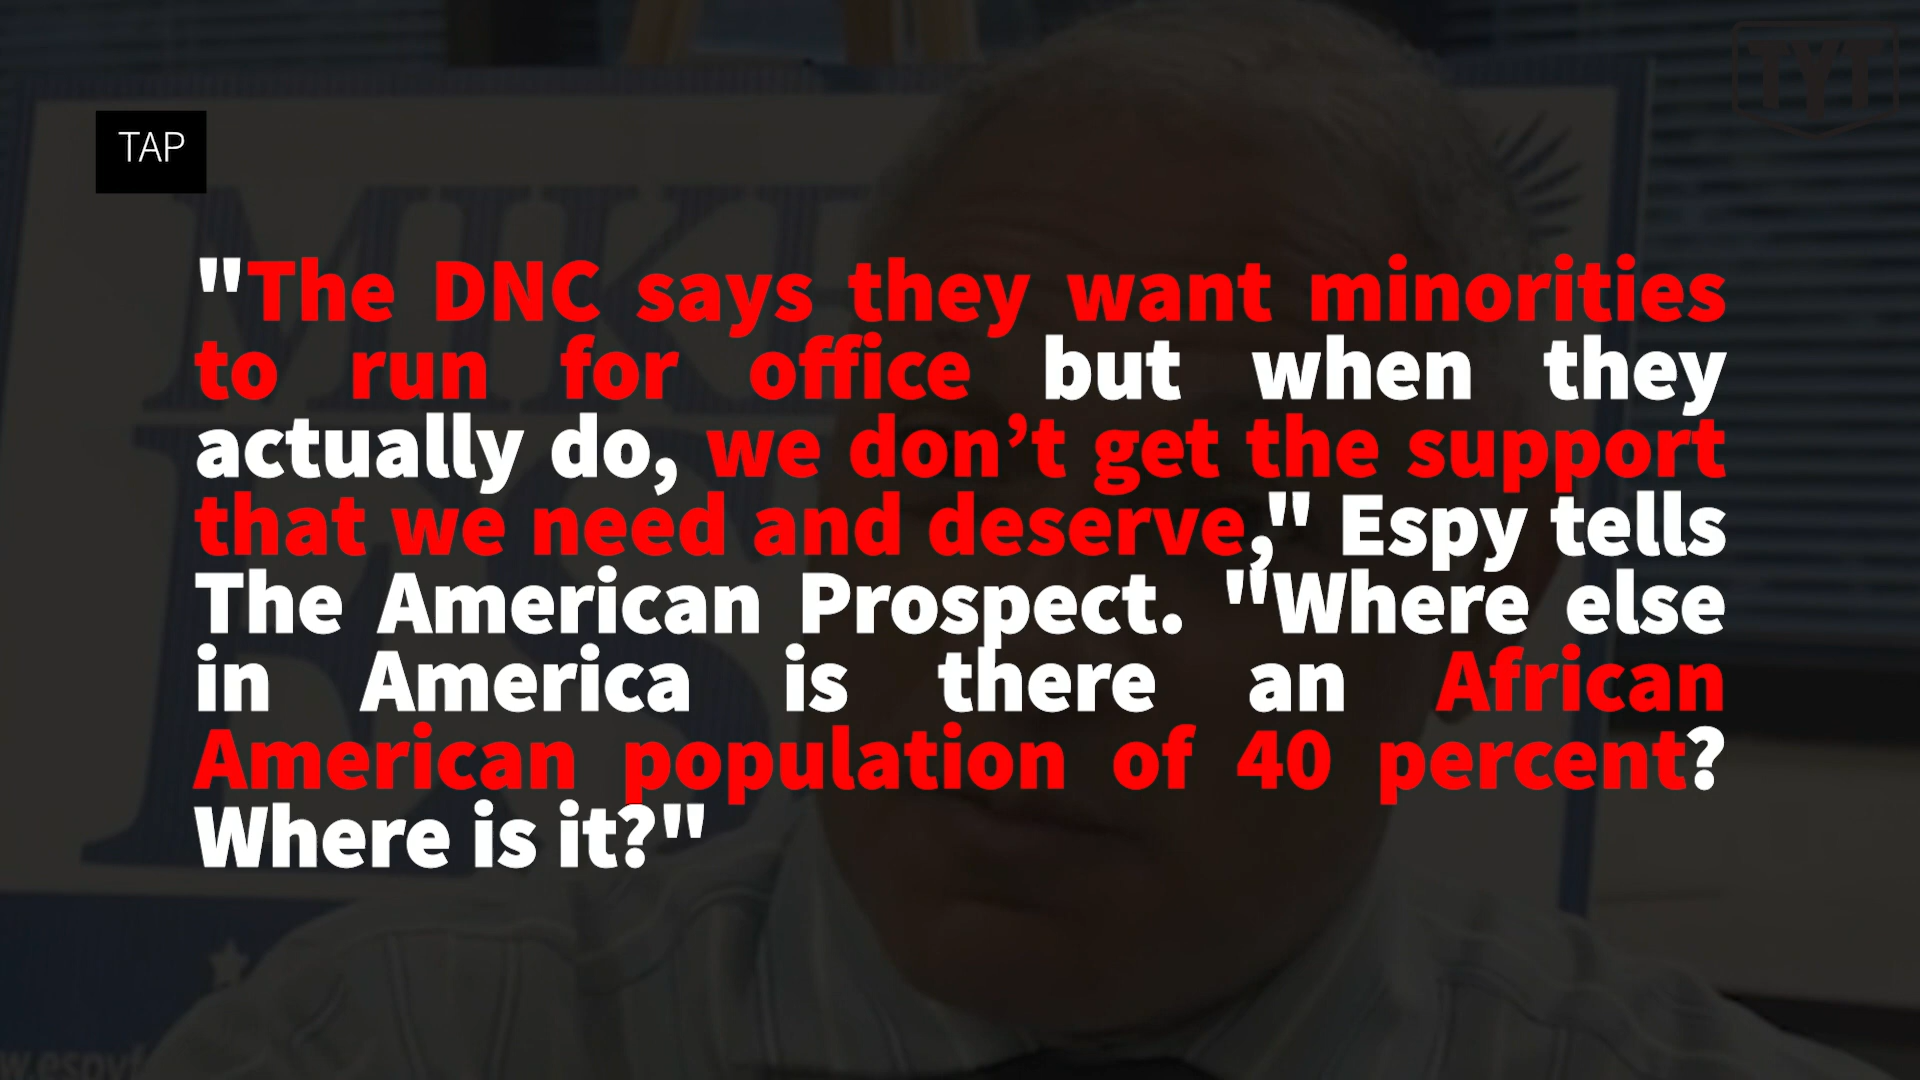 TYT
TAP
MIKE
"The DNC says they want minorities
to run for office but when they
actually do, we don’t get the support
that we need and deserve," Espy tells
The American Prospect. "Where else
in America is there an African
American population of 40 percent?
Where is it?"